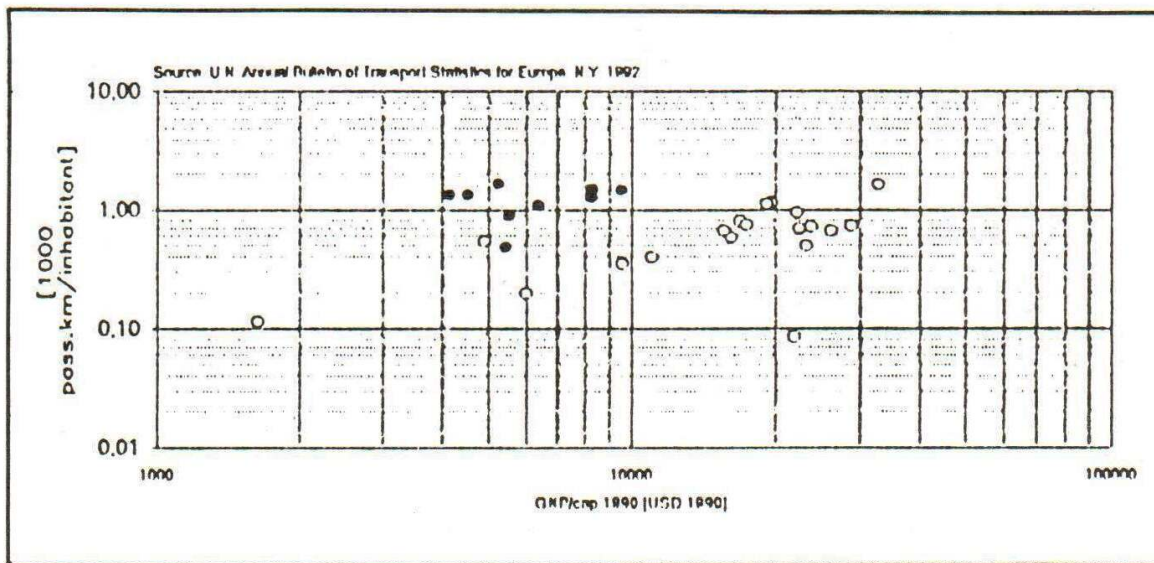 Source U.N. Annual Bulletin of Transport Statistics for Europe N.Y. 1992
10,00
1.00
0.10
0.01
[1000
pass.km/inhabitant]
1000
10000
100000
GNP/cap 1990 [USD 1990]